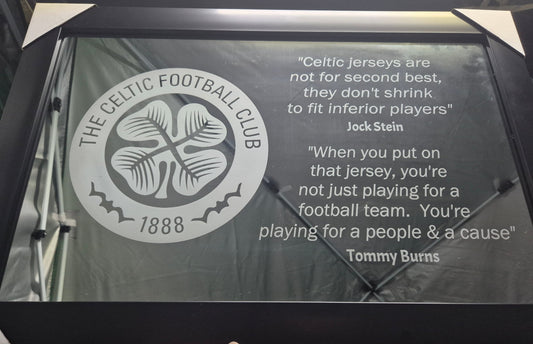 THE CELTIC FOOTBALL CLUB
1888
"Celtic jerseys are
not for second best,
they don't shrink
to fit inferior players"
Jock Stein
"When you put on
that jersey, you're
not just playing for a
football team. You're
playing for a people & a cause"
Tommy Burns